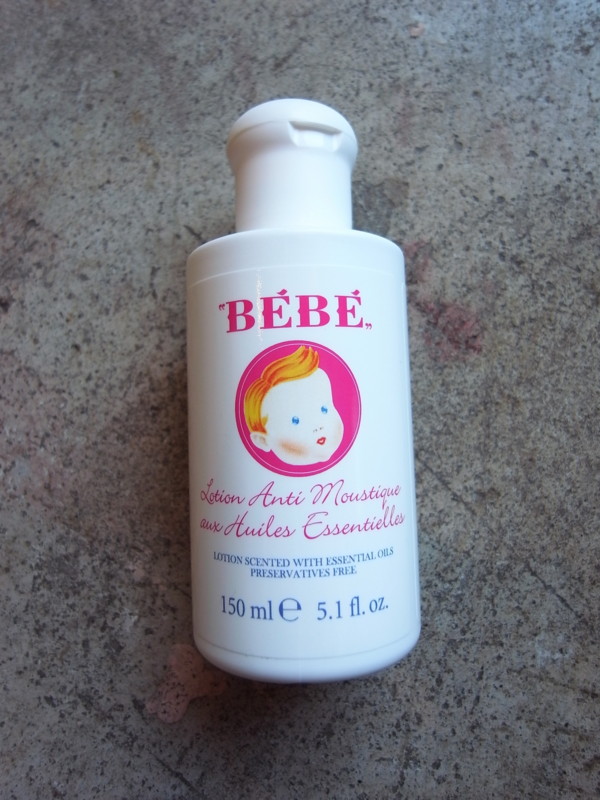 "BÉBÉ„
Lotion Anti Moustique
aux Huiles Essentielles
LOTION SCENTED WITH ESSENTIAL OILS
PRESERVATIVES FREE
150 ml ℮ 5.1 fl. oz.